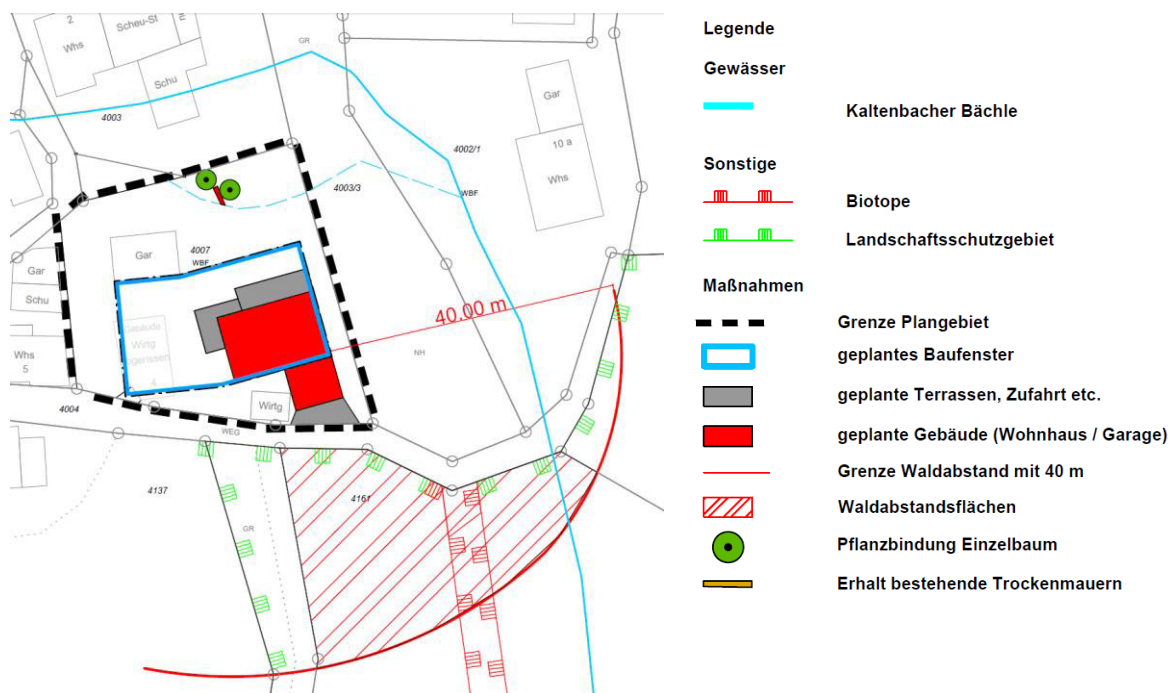 2
Whs
Scheu-St
Schu
GR
4003
4002/1
Gar
10 a
Whs
4003/3
WBF
4007
WBF
Gar
Gar
Schu
Whs
5
Gebäude
Wirtg
4
Wirtg
40.00 m
NH
4004
WEG
4137
4161
GR
Legende
Gewässer
Kaltenbacher Bächle
Sonstige
Biotope
Landschaftsschutzgebiet
Maßnahmen
Grenze Plangebiet
geplantes Baufenster
geplante Terrassen, Zufahrt etc.
geplante Gebäude (Wohnhaus / Garage)
Grenze Waldabstand mit 40 m
Waldabstandsflächen
Pflanzbindung Einzelbaum
Erhalt bestehende Trockenmauern